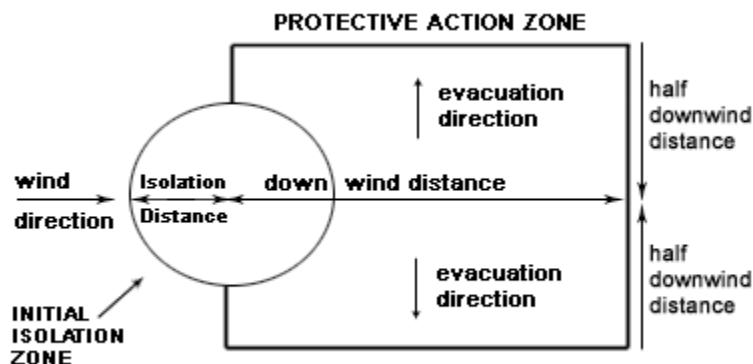 PROTECTIVE ACTION ZONE
evacuation
direction
half
downwind
distance
wind
direction
Isolation
Distance
down wind distance
evacuation
direction
half
downwind
distance
INITIAL
ISOLATION
ZONE